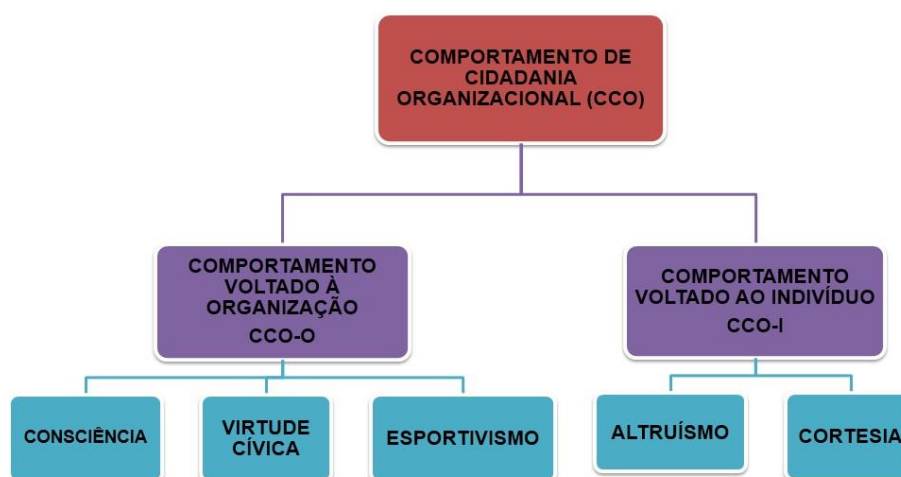 COMPORTAMENTO DE
CIDADANIA
ORGANIZACIONAL (CCO)
COMPORTAMENTO
VOLTADO À
ORGANIZAÇÃO
CCO-O
COMPORTAMENTO
VOLTADO AO INDIVÍDUO
CCO-I
CONSCIÊNCIA
VIRTUDE
CÍVICA
ESPORTIVISMO
ALTRUÍSMO
CORTESIA